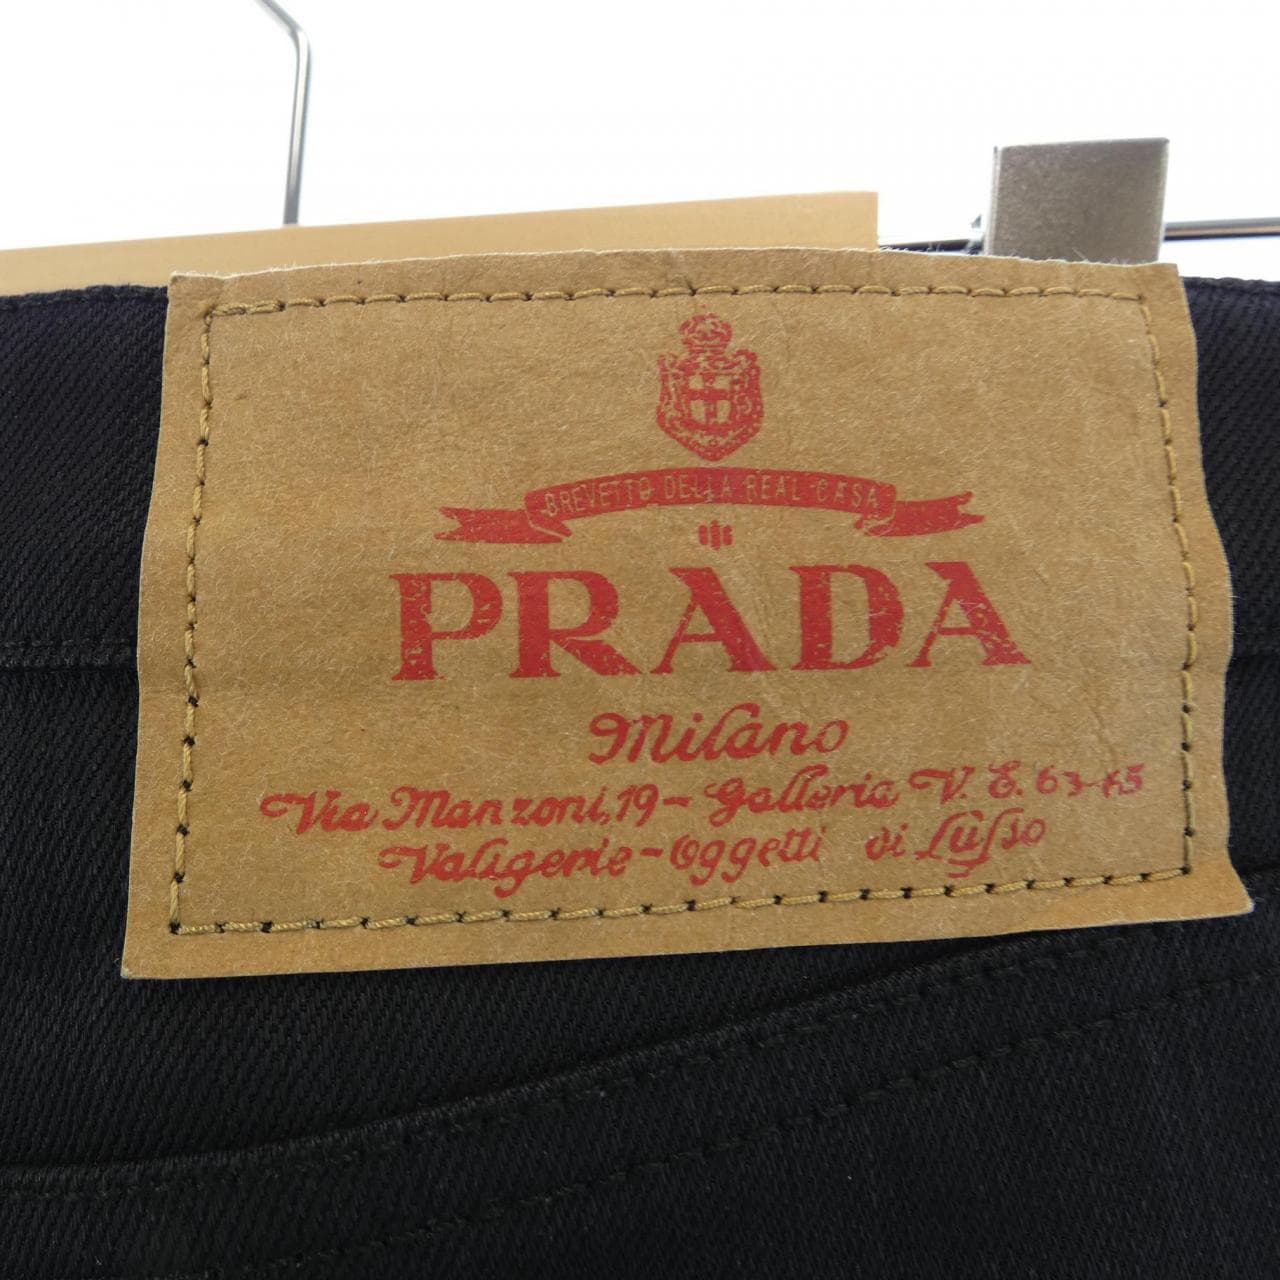 BREVETTO DELLA REAL CASA
PRADA
Milano
Via Manzoni, 19 - Galleria V. E. 63-65
Valigerie - Oggetti di Lusso